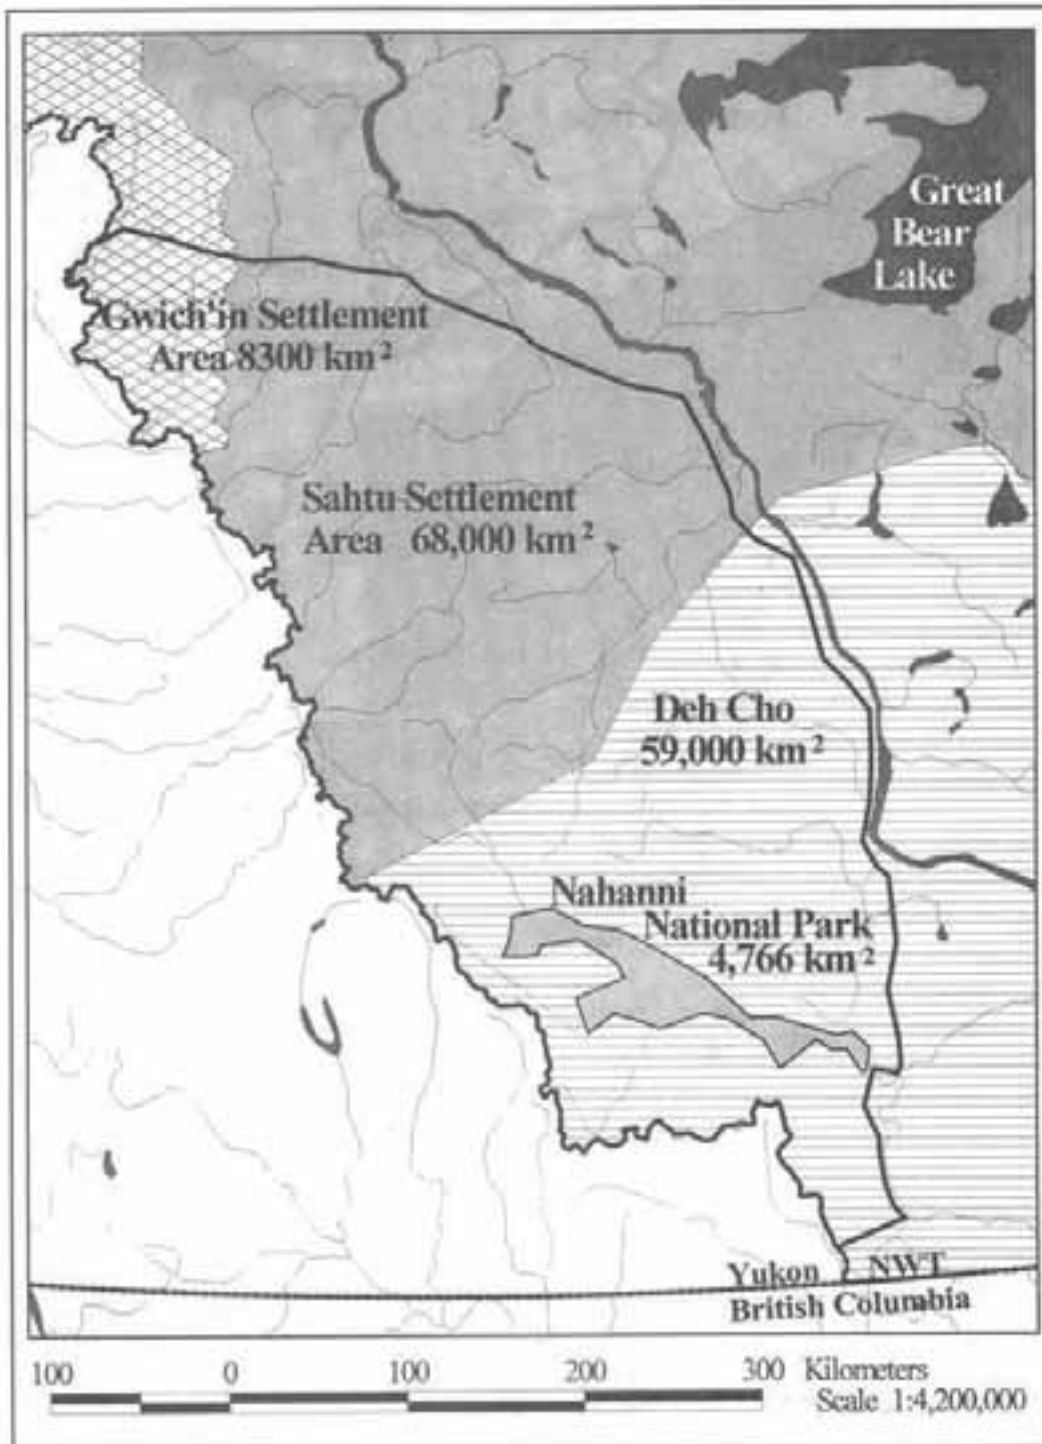 Great
Bear
Lake
Gwich'in Settlement
Area 8300 km²
Sahtu Settlement
Area 68,000 km²
Deh Cho
59,000 km²
Nahanni
National Park
4,766 km²
Yukon NWT
British Columbia
100 0 100 200 300 Kilometers
Scale 1:4,200,000